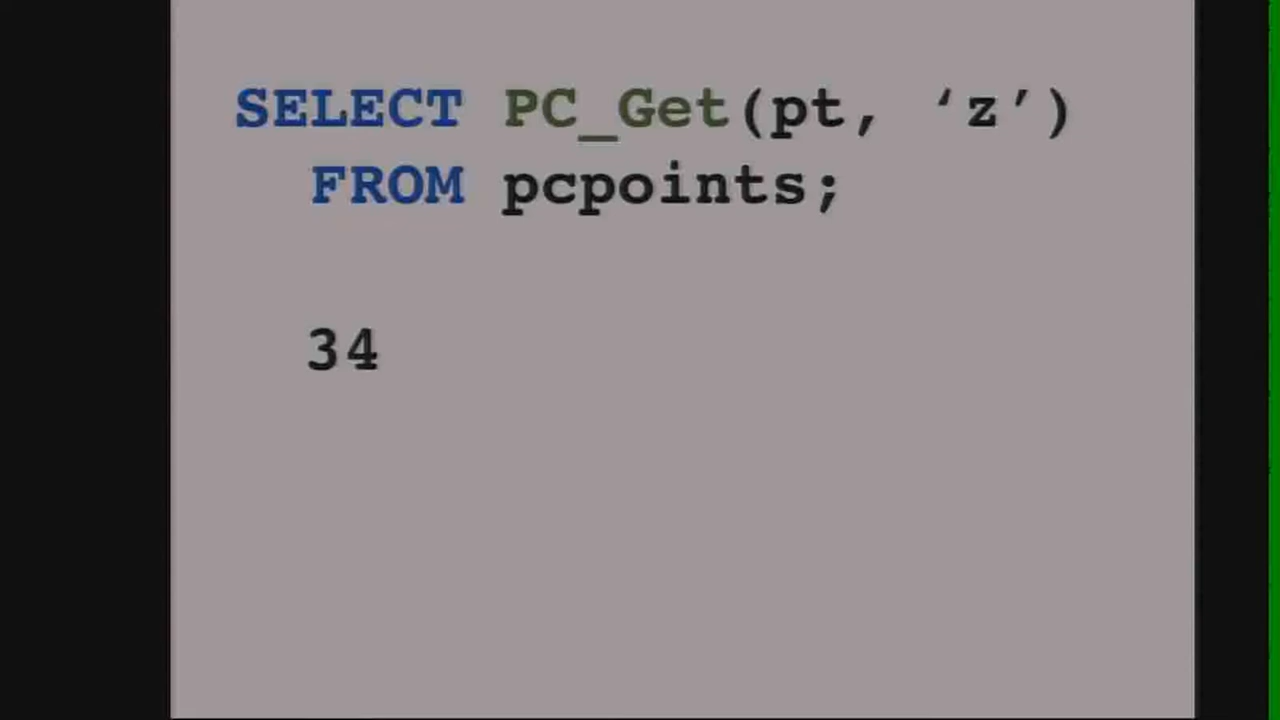 SELECT PC_Get(pt, ‘z’)
FROM pcpoints;
34